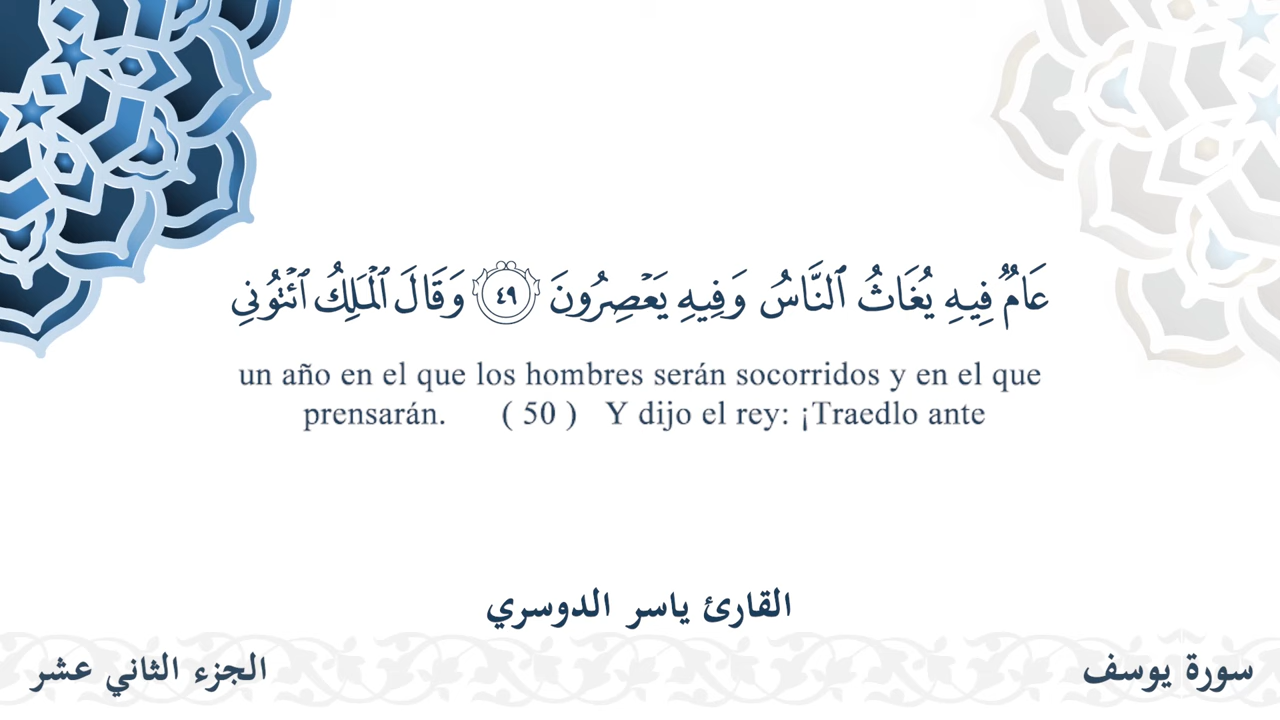 عَامٌ فِيهِ يُغَاثُ ٱلنَّاسُ وَفِيهِ يَعْصِرُونَ ٤٩ وَقَالَ ٱلْمَلِكُ ٱئْتُونِي
un año en el que los hombres serán socorridos y en el que
prensarán. ( 50 ) Y dijo el rey: ¡Traedlo ante
القارئ ياسر الدوسري
سورة يوسف
الجزء الثاني عشر